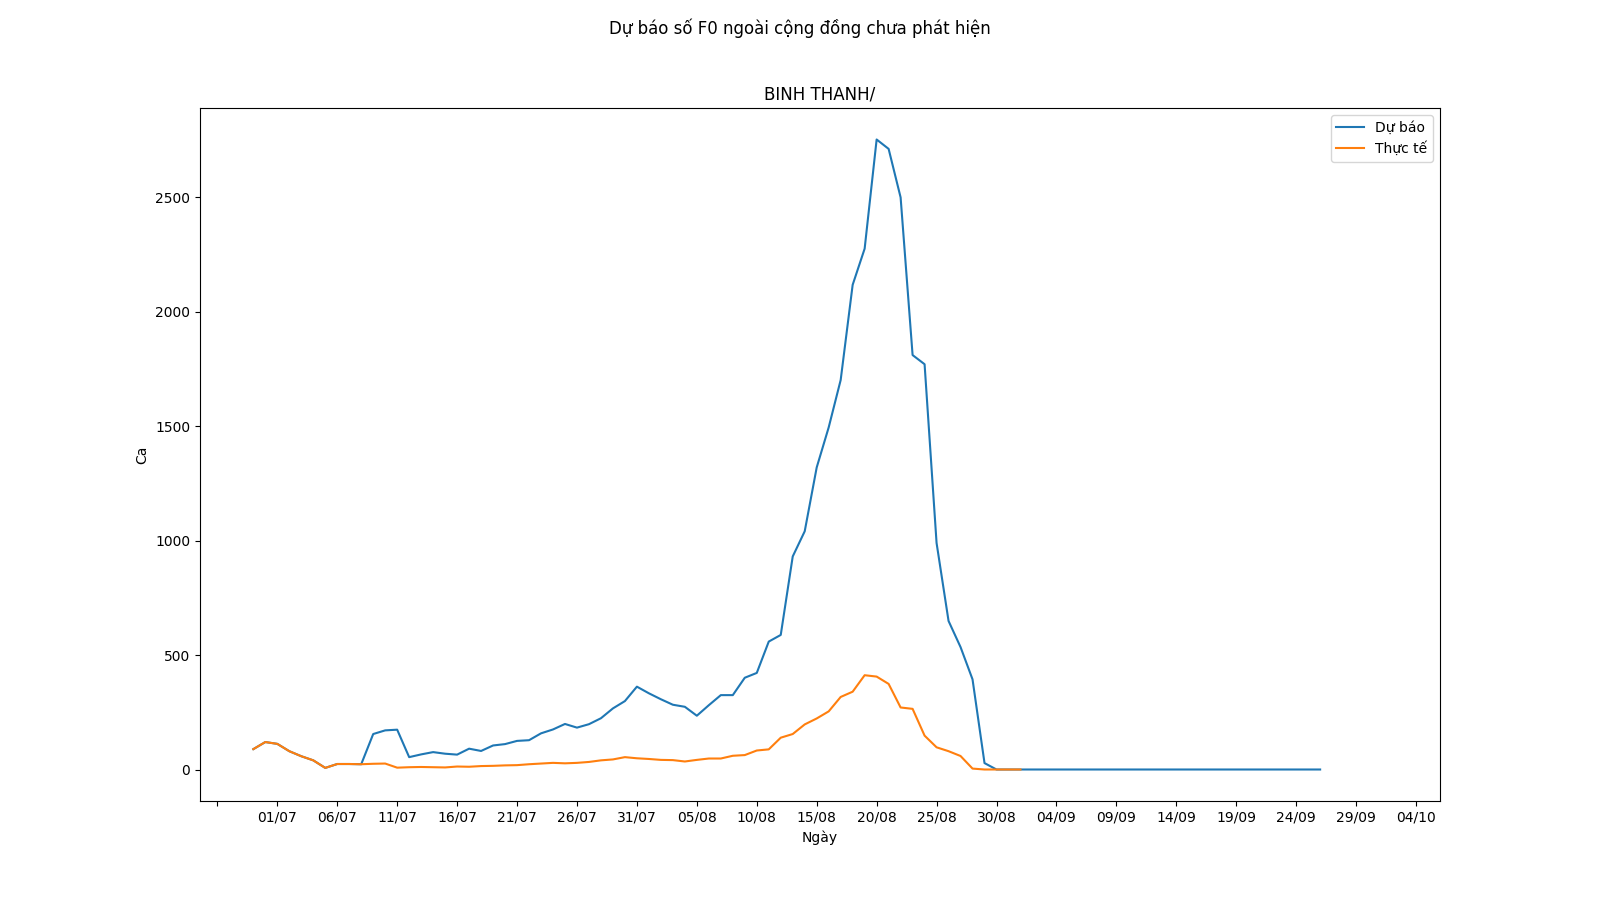 Dự báo số F0 ngoài cộng đồng chưa phát hiện
BINH THANH/
Dự báo
Thực tế
2500
2000
1500
1000
500
0
Ca
01/07 06/07 11/07 16/07 21/07 26/07 31/07 05/08 10/08 15/08 20/08 25/08 30/08 04/09 09/09 14/09 19/09 24/09 29/09 04/10
Ngày